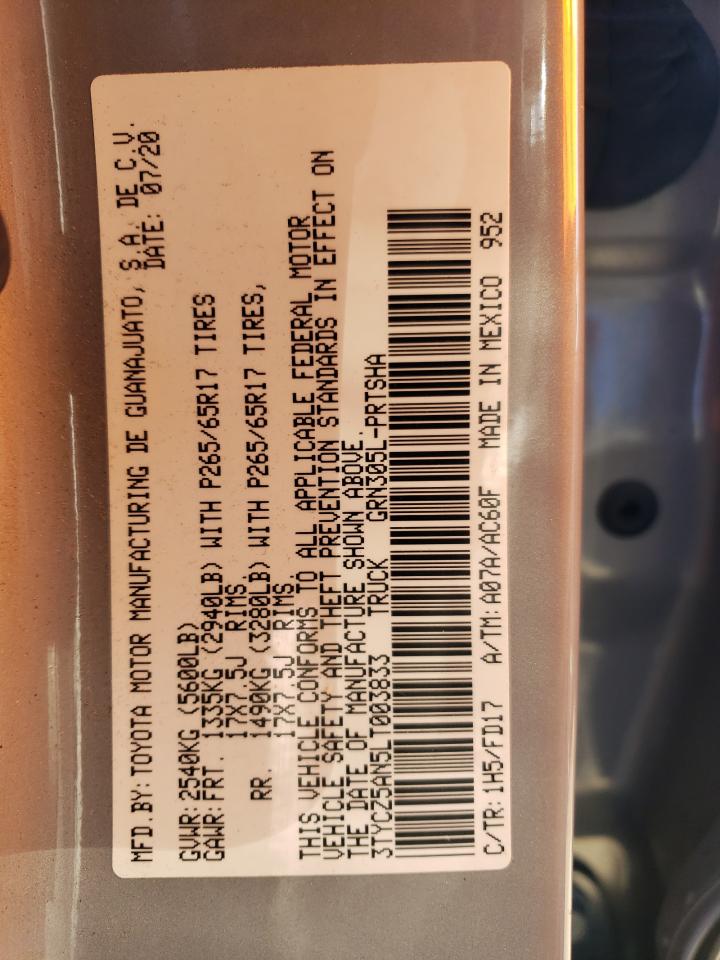 MFD.BY: TOYOTA MOTOR MANUFACTURING DE GUANAJUATO, S.A. DE C.V.
DATE: 07/20
GVWR: 2540KG (5600LB)
GAWR: FRT. 1335KG (2940LB) WITH P265/65R17 TIRES
17X7.5J RIMS
RR. 1490KG (3280LB) WITH P265/65R17 TIRES,
17X7.5J RIMS.
THIS VEHICLE CONFORMS TO ALL APPLICABLE FEDERAL MOTOR
VEHICLE SAFETY AND THEFT PREVENTION STANDARDS IN EFFECT ON
THE DATE OF MANUFACTURE SHOWN ABOVE.
3TYCZ5AN5LT003833 TRUCK GRN305L-PRTSHA
C/TR: 1H5/FD17 A/TM: A07A/AC60F MADE IN MEXICO 952